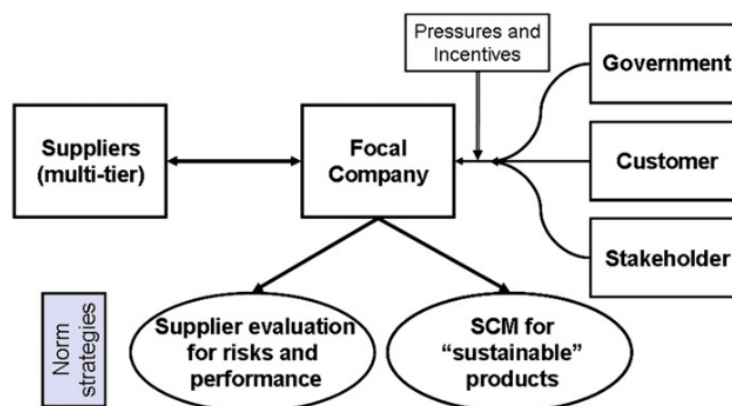 Pressures and
Incentives
Government
Suppliers
(multi-tier)
Focal
Company
Customer
Stakeholder
Norm
strategies
Supplier evaluation
for risks and
performance
SCM for
“sustainable”
products